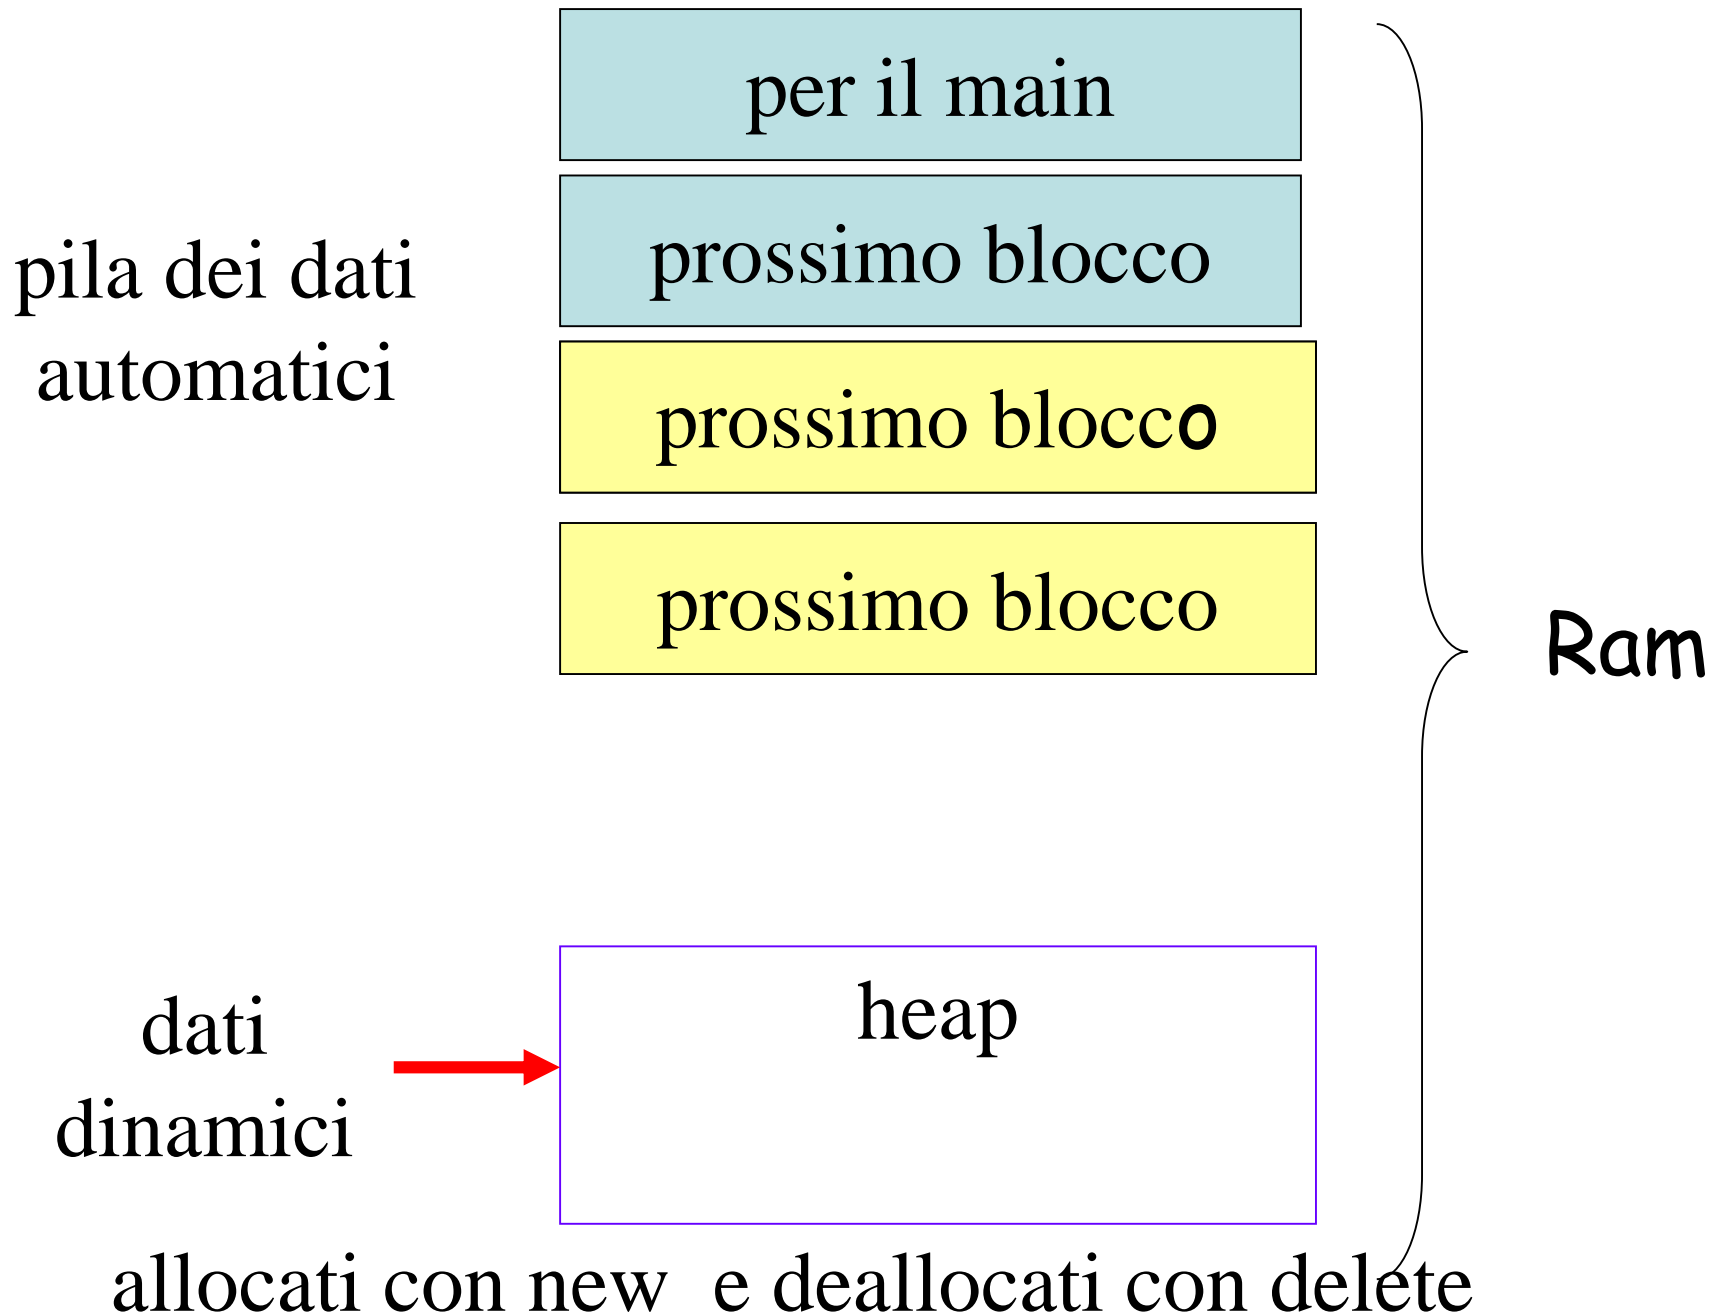 per il main
prossimo blocco
pila dei dati
automatici
prossimo blocco
prossimo blocco
Ram
heap
dati
dinamici
allocati con new e deallocati con delete